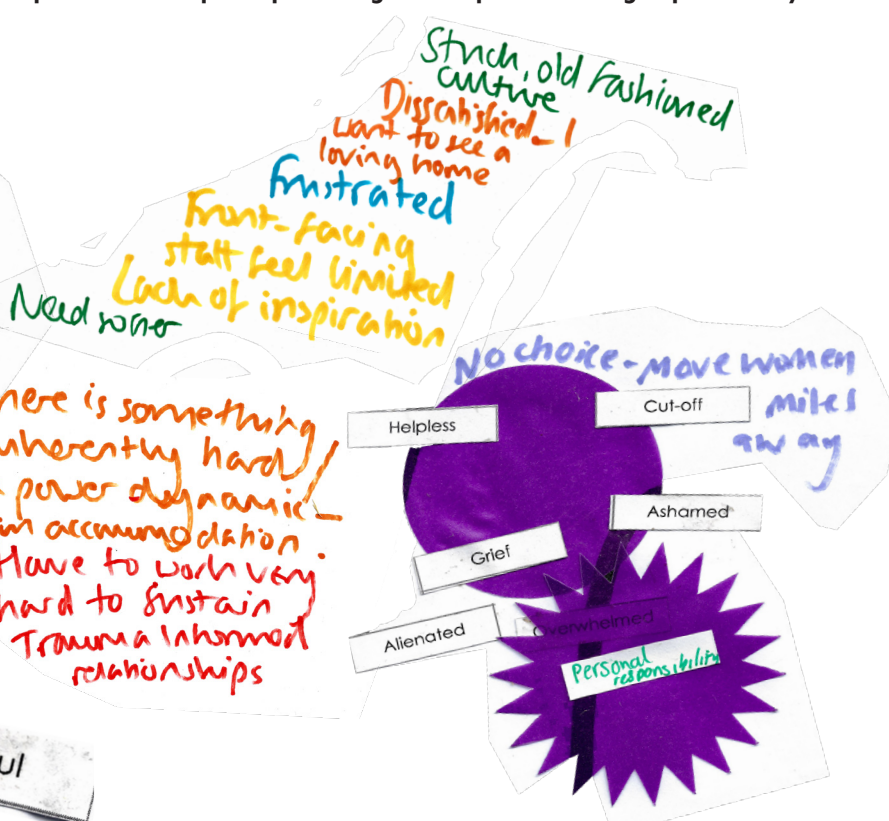 Stuck, old fashioned
culture
Dissatisfied - I
want to see a
loving home
Frustrated
Front-facing
staff feel limited
Lack of inspiration
Need
here is something
inherently hard /
power dynamic -
in accommodation
Have to work very
hard to sustain
Trauma Informed
relationships
No choice - move women
miles
away
Helpless
Cut-off
Ashamed
Grief
Alienated
Overwhelmed
Personal
responsibility
ul